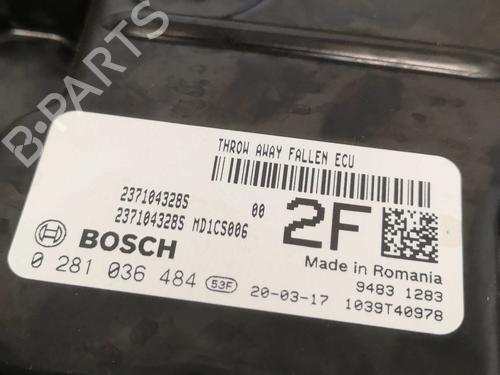 THROW AWAY FALLEN ECU
237104328S 00
237104328S MD1CS006
2F
BOSCH
Made in Romania
0 281 036 484 53F 20-03-17
9483 1283
1039T40978
B-PARTS